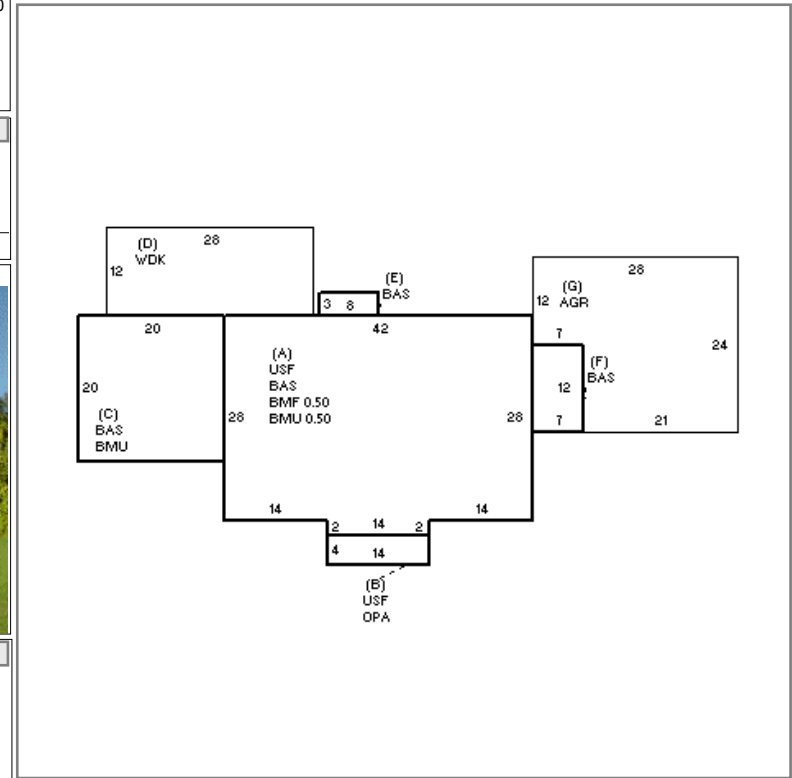 28
(D)
WDK
12
(E)
BAS
3 8
28
(G)
12 AGR
7
24
20
42
(A)
USF
BAS
BMF 0.50
BMU 0.50
20
(C)
BAS
BMU
28
28
12
(F)
BAS
7
21
14
14
2 14 2
4 14
(B)
USF
OPA